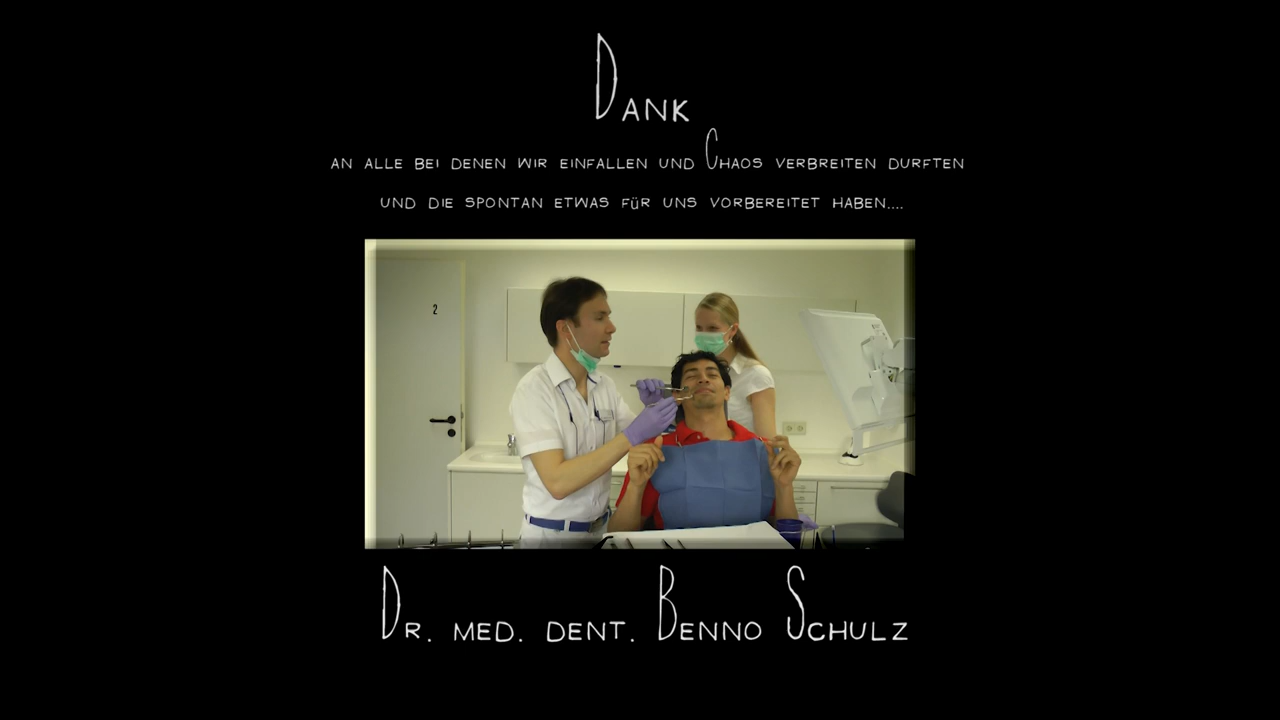 Dank
an alle bei denen wir einfallen und Chaos verbreiten durften
und die spontan etwas für uns vorbereitet haben....
2
Dr. med. dent. Benno Schulz